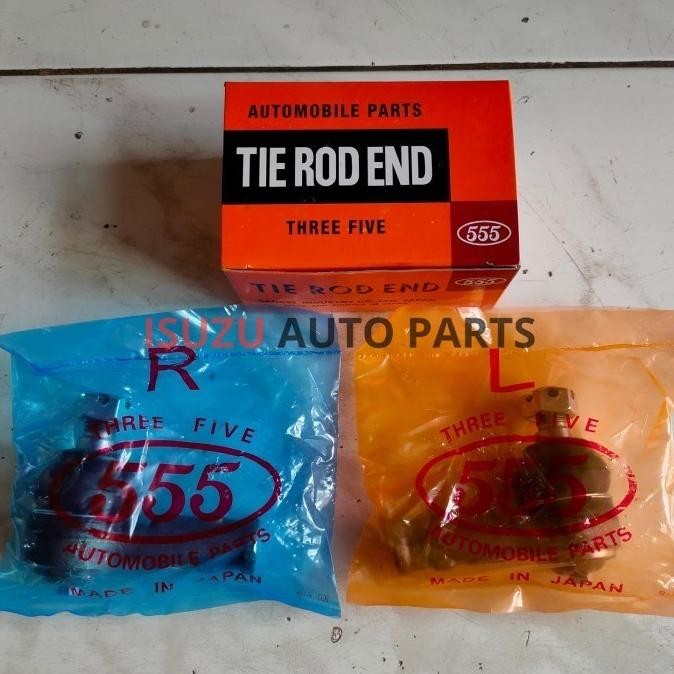 AUTOMOBILE PARTS
TIE ROD END
THREE FIVE
555
TIE ROD END
555
ISUZU AUTO PARTS
R
THREE FIVE
555
AUTOMOBILE PARTS
MADE IN JAPAN
L
THREE FIVE
555
AUTOMOBILE PARTS
MADE IN JAPAN